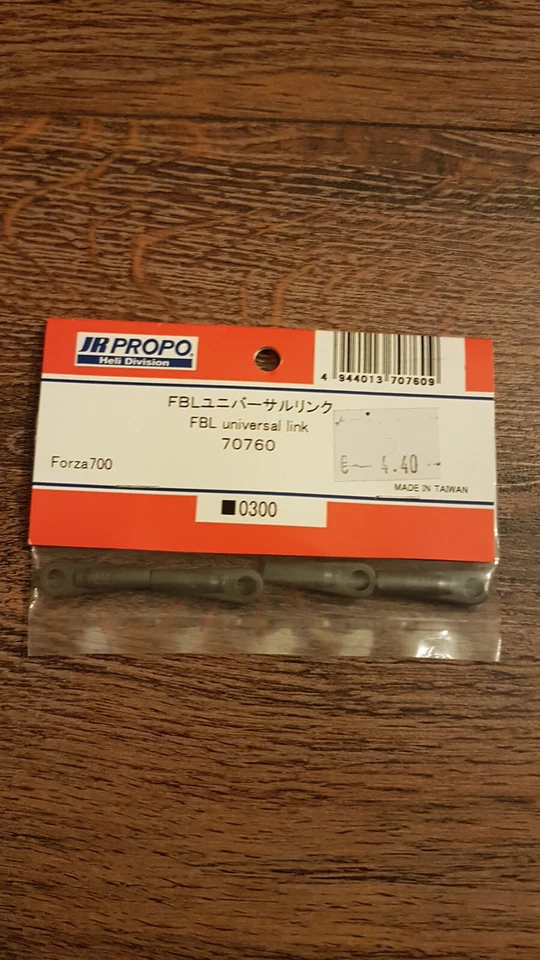 JR PROPO®
Heli Division
4 944013 707609
FBLユニバーサルリンク
FBL universal link
70760
€ 4.40
Forza700
MADE IN TAIWAN
■0300